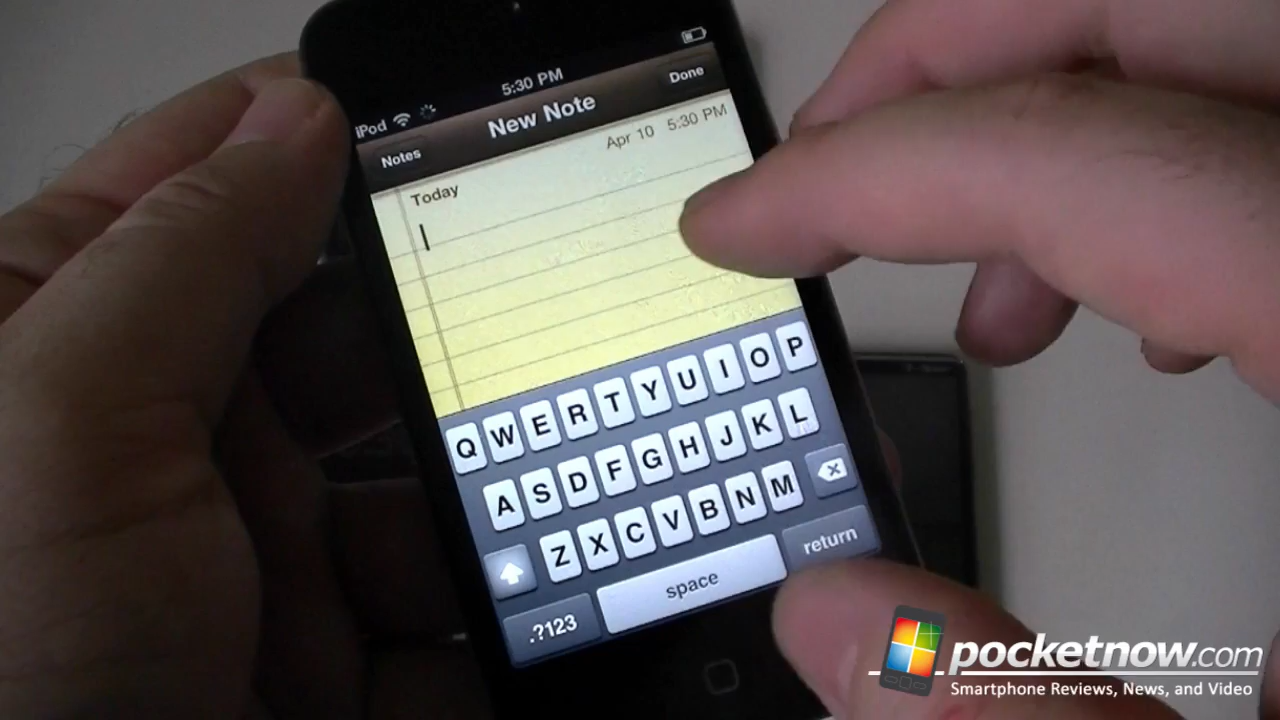 5:30 PM
iPod
New Note
Done
Notes
Apr 10 5:30 PM
Today
Q W E R T Y U I O P
A S D F G H J K L
Z X C V B N M
.?123 space return
pocketnow.com
Smartphone Reviews, News, and Video